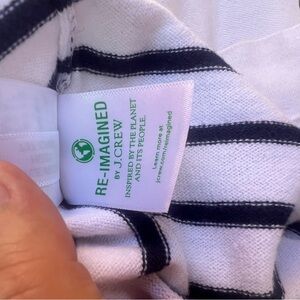 RE-IMAGINED
BY J.CREW
INSPIRED BY THE PLANET
AND ITS PEOPLE.
Learn more at
jcrew.com/reimagined